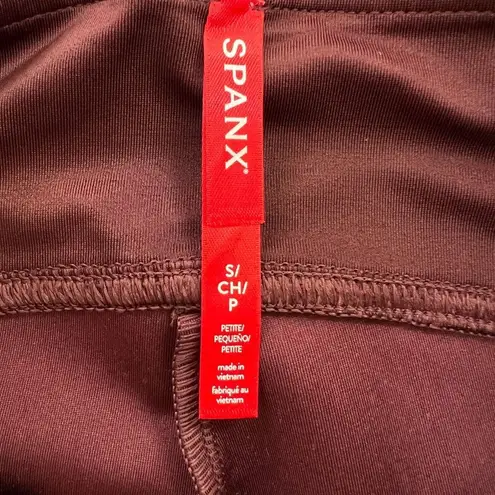 SPANX®
S/
CH/
P
PETITE/
PEQUEÑO/
PETITE
made in
vietnam
fabriqué au
vietnam